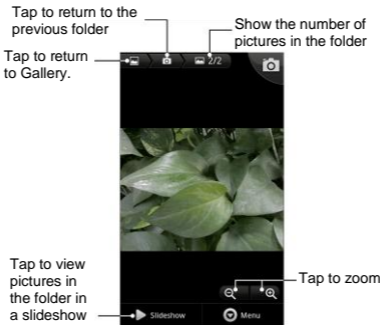 Tap to return to the
previous folder
Show the number of
pictures in the folder
Tap to return
to Gallery.
2/2
Tap to view
pictures in
the folder in
a slideshow
Tap to zoom
Slideshow
Menu